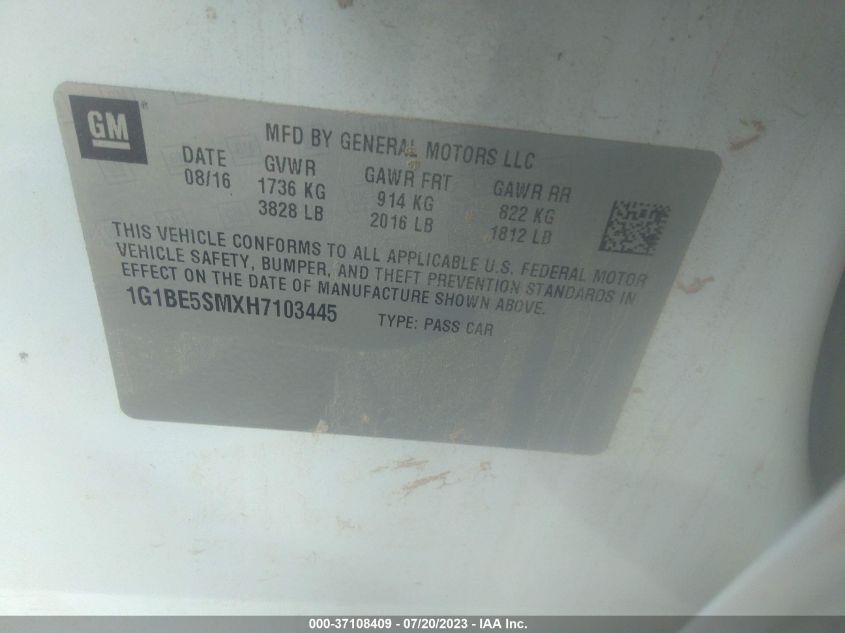 GM®
MFD BY GENERAL MOTORS LLC
DATE GVWR GAWR FRT GAWR RR
08/16 1736 KG 914 KG 822 KG
3828 LB 2016 LB 1812 LB
THIS VEHICLE CONFORMS TO ALL APPLICABLE U.S. FEDERAL MOTOR
VEHICLE SAFETY, BUMPER, AND THEFT PREVENTION STANDARDS IN
EFFECT ON THE DATE OF MANUFACTURE SHOWN ABOVE.
1G1BE5SMXH7103445 TYPE: PASS CAR
000-37108409 - 07/20/2023 - IAA Inc.